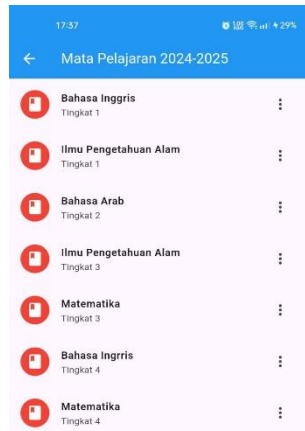 17:37
29%
Mata Pelajaran 2024-2025
Bahasa Inggris
Tingkat 1
Ilmu Pengetahuan Alam
Tingkat 1
Bahasa Arab
Tingkat 2
Ilmu Pengetahuan Alam
Tingkat 3
Matematika
Tingkat 3
Bahasa Ingrris
Tingkat 4
Matematika
Tingkat 4